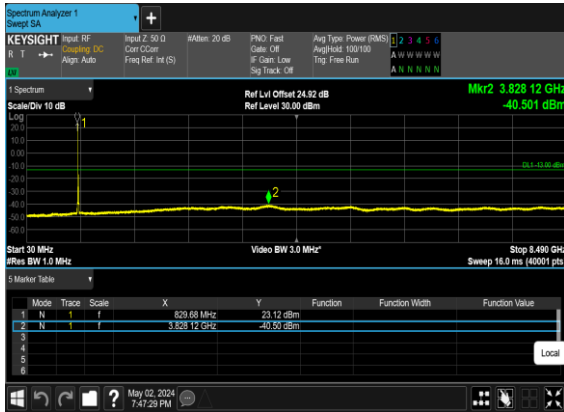 Spectrum Analyzer 1
Swept SA
KEYSIGHT Input: RF Input Z: 50 Ω #Atten: 20 dB PNO: Fast Avg Type: Power (RMS) 1 2 3 4 5 6
R T Coupling: DC Corr CCorr Gate: Off Avg|Hold: 100/100 A W W W W W
Align: Auto Freq Ref: Int (S) IF Gain: Low Trig: Free Run
Sig Track: Off A N N N N N
LXI
1 Spectrum Ref Lvl Offset 24.92 dB Mkr2 3.828 12 GHz
Scale/Div 10 dB Ref Level 30.00 dBm -40.501 dBm
Log
20.0
10.0
0.00
-10.0
-20.0
-30.0
-40.0
-50.0
-60.0
1
2
DL1 -13.00 dBm
Start 30 MHz Video BW 3.0 MHz* Stop 8.490 GHz
#Res BW 1.0 MHz Sweep 16.0 ms (40001 pts)
5 Marker Table
Mode Trace Scale X Y Function Function Width Function Value
1 N 1 f 829.68 MHz 23.12 dBm
2 N 1 f 3.828 12 GHz -40.50 dBm
3
4
5
6
Local
May 02, 2024
7:47:29 PM